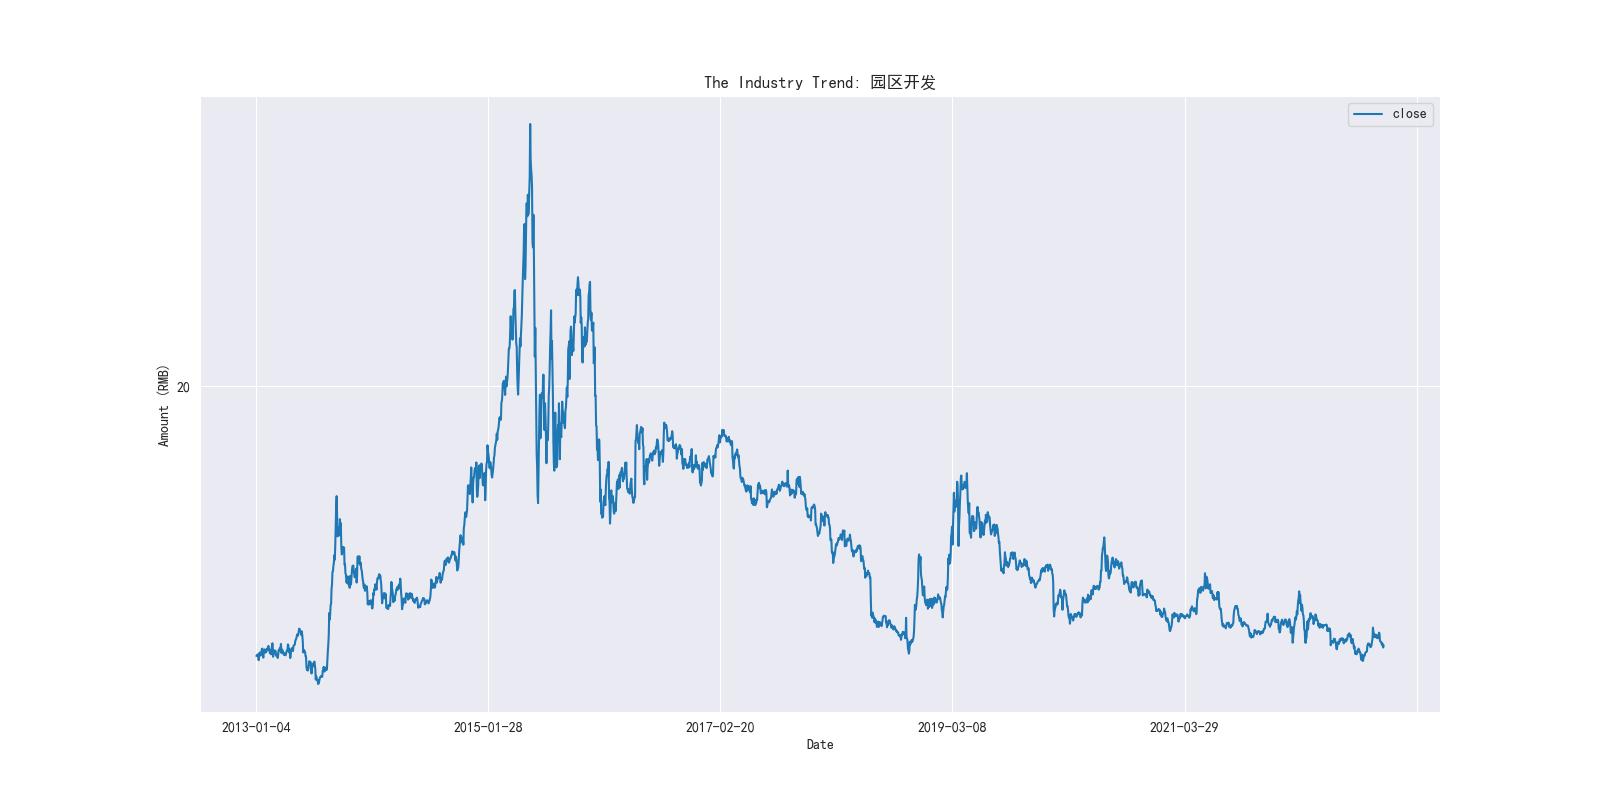 The Industry Trend: 园区开发
close
Amount (RMB)
20
2013-01-04 2015-01-28 2017-02-20 2019-03-08 2021-03-29
Date